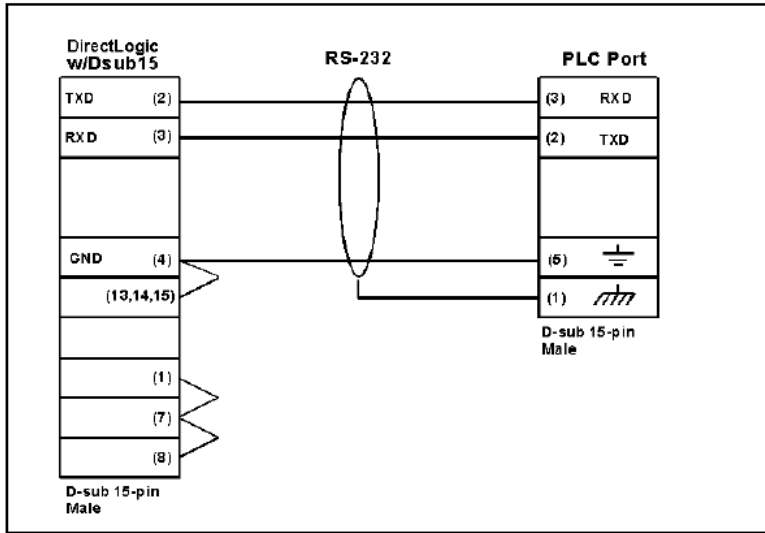 DirectLogic
w/Dsub15
RS-232
PLC Port
TXD (2)
(3) RXD
RXD (3)
(2) TXD
GND (4)
(5)
(13,14,15)
(1)
D-sub 15-pin
Male
(1)
(7)
(8)
D-sub 15-pin
Male